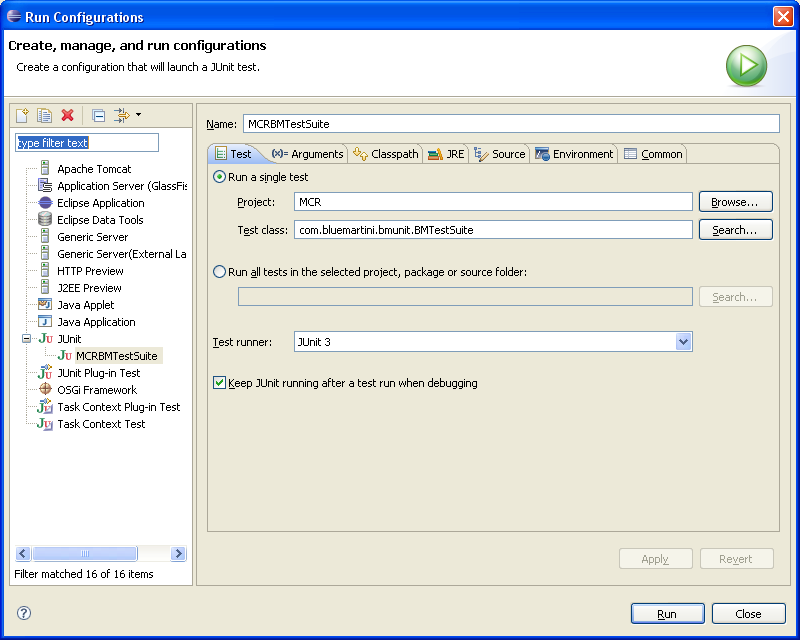 Run Configurations
Create, manage, and run configurations
Create a configuration that will launch a JUnit test.
type filter text
Apache Tomcat
Application Server (GlassFis
Eclipse Application
Eclipse Data Tools
Generic Server
Generic Server(External La
HTTP Preview
J2EE Preview
Java Applet
Java Application
JUnit
MCRBMTestSuite
JUnit Plug-in Test
OSGi Framework
Task Context Plug-in Test
Task Context Test
Filter matched 16 of 16 items
Name: MCRBMTestSuite
Test (x)= Arguments Classpath JRE Source Environment Common
Run a single test
Project: MCR Browse...
Test class: com.bluemartini.bmunit.BMTestSuite Search...
Run all tests in the selected project, package or source folder:
Search...
Test runner: JUnit 3
Keep JUnit running after a test run when debugging
Apply Revert
? Run Close